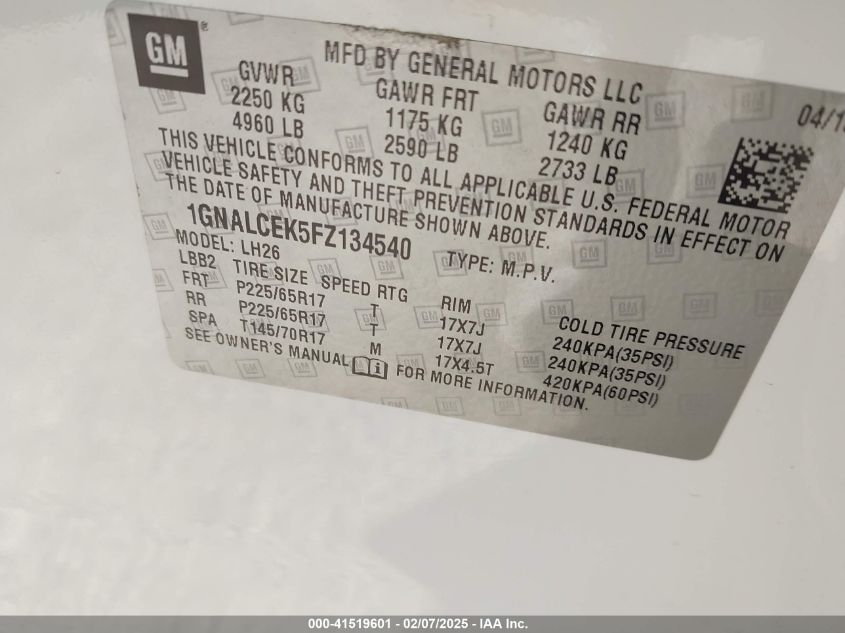 GM
MFD BY GENERAL MOTORS LLC
GVWR GAWR FRT GAWR RR
2250 KG 1175 KG 1240 KG
4960 LB 2590 LB 2733 LB
THIS VEHICLE CONFORMS TO ALL APPLICABLE U.S. FEDERAL MOTOR
VEHICLE SAFETY AND THEFT PREVENTION STANDARDS IN EFFECT ON
THE DATE OF MANUFACTURE SHOWN ABOVE.
1GNALCEK5FZ134540 TYPE: M.P.V.
MODEL: LH26
LBB2 TIRE SIZE SPEED RTG RIM COLD TIRE PRESSURE
FRT P225/65R17 T 17X7J 240KPA(35PSI)
RR P225/65R17 T 17X7J 240KPA(35PSI)
SPA T145/70R17 M 17X4.5T 420KPA(60PSI)
SEE OWNER'S MANUAL FOR MORE INFORMATION.
000-41519601 - 02/07/2025 - IAA Inc.